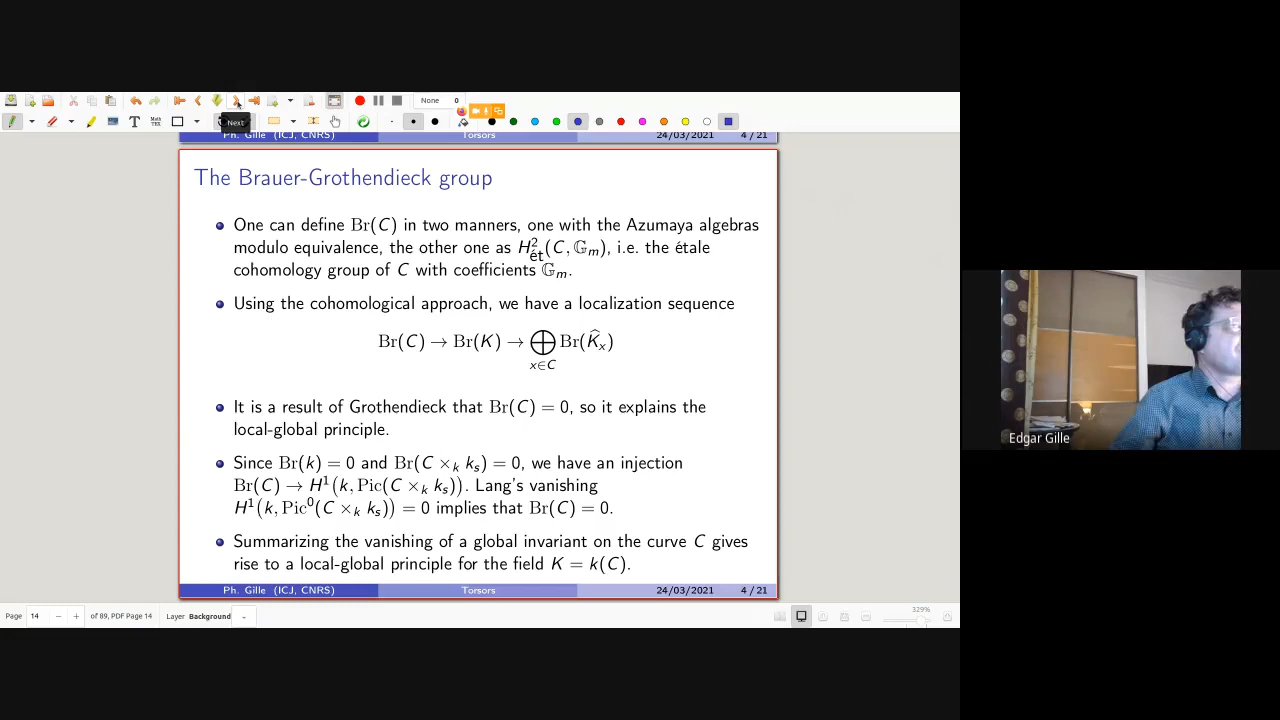 None 0
Next
Math
TEX
Ph. Gille (ICJ, CNRS) Torsors 24/03/2021 4 / 21
The Brauer-Grothendieck group
One can define Br(C) in two manners, one with the Azumaya algebras
modulo equivalence, the other one as H²ét(C, 𝔾ₘ), i.e. the étale
cohomology group of C with coefficients 𝔾ₘ.
Using the cohomological approach, we have a localization sequence
Br(C) → Br(K) → ⊕_{x∈C} Br(K̂ₓ)
It is a result of Grothendieck that Br(C) = 0, so it explains the
local-global principle.
Since Br(k) = 0 and Br(C ×ₖ kₛ) = 0, we have an injection
Br(C) → H¹(k, Pic(C ×ₖ kₛ)). Lang's vanishing
H¹(k, Pic⁰(C ×ₖ kₛ)) = 0 implies that Br(C) = 0.
Summarizing the vanishing of a global invariant on the curve C gives
rise to a local-global principle for the field K = k(C).
Ph. Gille (ICJ, CNRS) Torsors 24/03/2021 4 / 21
Page 14 − + of 89, PDF Page 14 Layer Background 329%
Edgar Gille